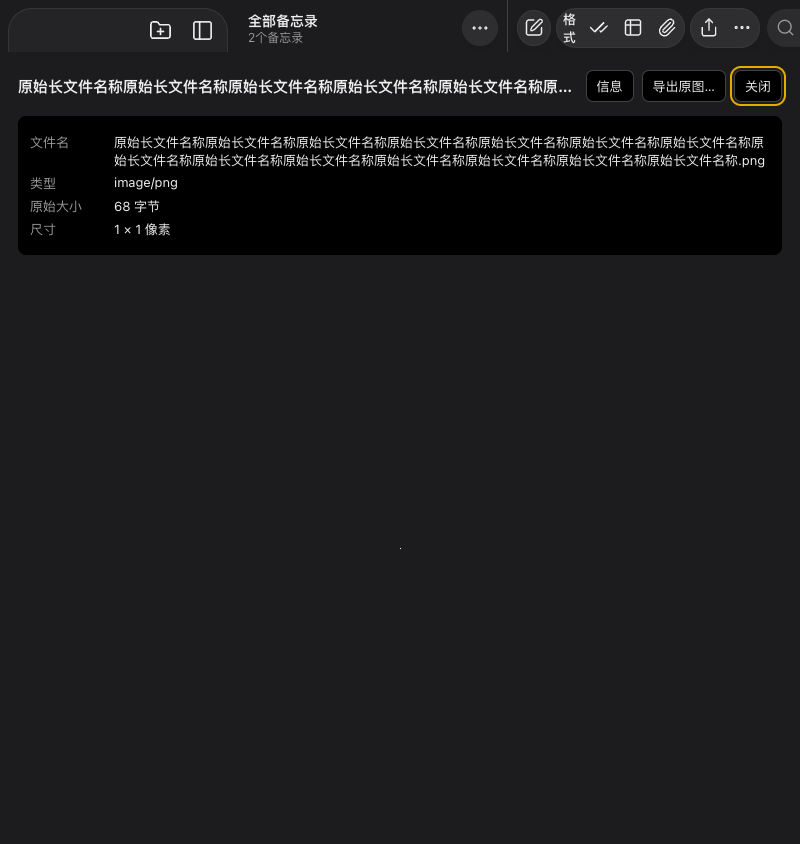 全部备忘录
2个备忘录
格式
原始长文件名称原始长文件名称原始长文件名称原始长文件名称原始长文件名称原...
信息
导出原图...
关闭
文件名
原始长文件名称原始长文件名称原始长文件名称原始长文件名称原始长文件名称原始长文件名称原始长文件名称原
始长文件名称原始长文件名称原始长文件名称原始长文件名称原始长文件名称原始长文件名称原始长文件名称.png
类型
image/png
原始大小
68 字节
尺寸
1 × 1 像素